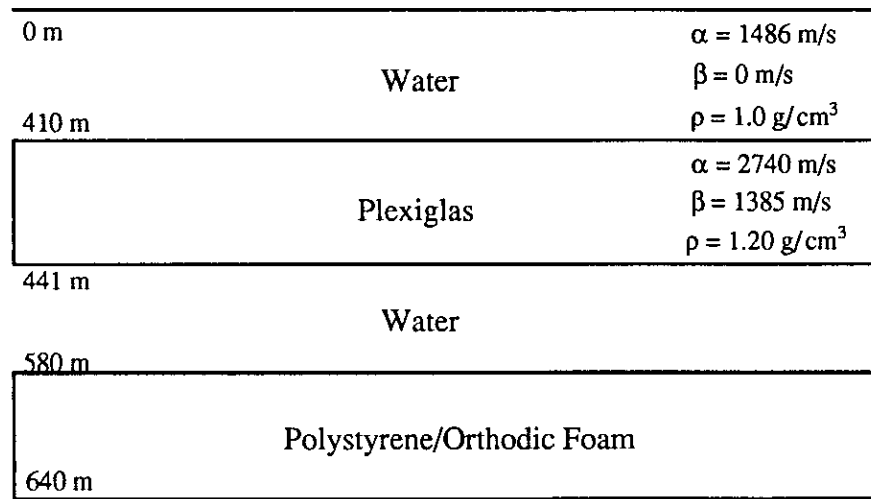 0 m
α = 1486 m/s
Water
β = 0 m/s
410 m
ρ = 1.0 g/cm³
α = 2740 m/s
Plexiglas
β = 1385 m/s
ρ = 1.20 g/cm³
441 m
Water
580 m
Polystyrene/Orthodic Foam
640 m